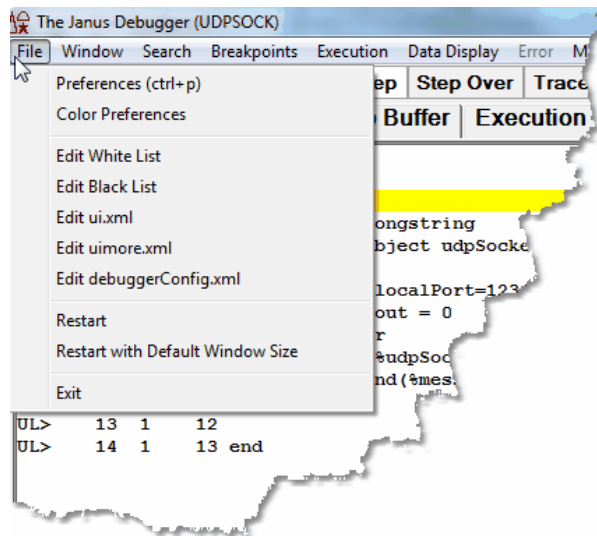 The Janus Debugger (UDPSOCK)
File Window Search Breakpoints Execution Data Display Error
Step Over Trace
Buffer Execution
Preferences (ctrl+p)
Color Preferences
Edit White List
Edit Black List
Edit ui.xml
Edit uimore.xml
Edit debuggerConfig.xml
Restart
Restart with Default Window Size
Exit
ongstring
bject udpSocke
localPort=123
out = 0
r
%udpSoc
nd(%mes
UL> 13 1 12
UL> 14 1 13 end